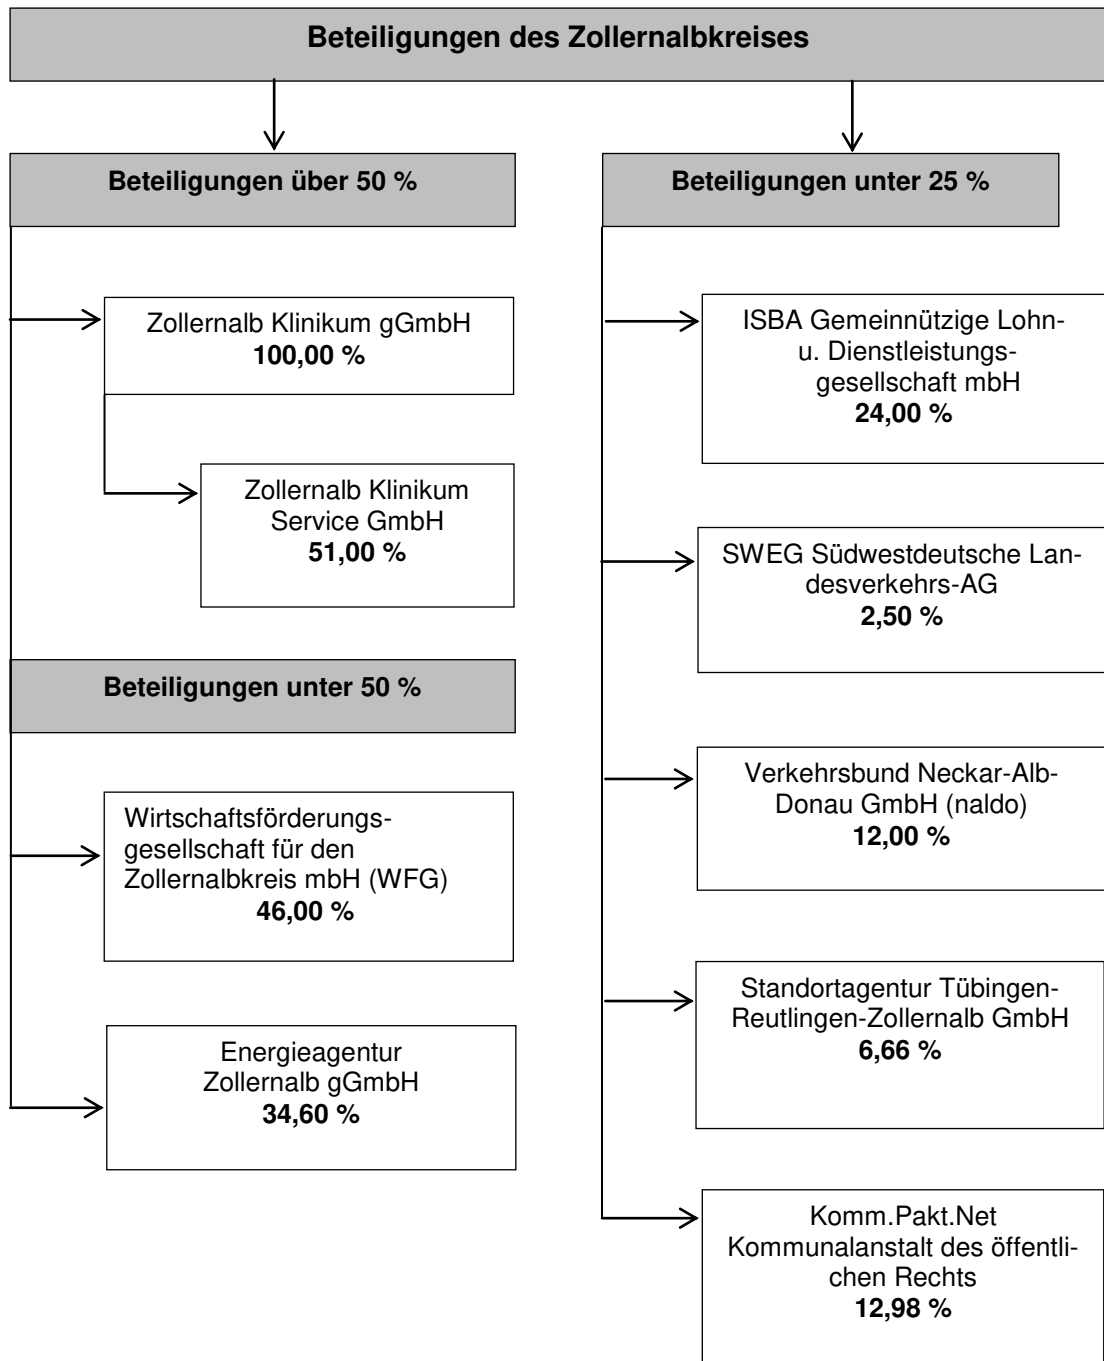 Beteiligungen des Zollernalbkreises
Beteiligungen über 50 %
Zollernalb Klinikum gGmbH
100,00 %
Zollernalb Klinikum
Service GmbH
51,00 %
Beteiligungen unter 50 %
Wirtschaftsförderungs-
gesellschaft für den
Zollernalbkreis mbH (WFG)
46,00 %
Energieagentur
Zollernalb gGmbH
34,60 %
Beteiligungen unter 25 %
ISBA Gemeinnützige Lohn-
u. Dienstleistungs-
gesellschaft mbH
24,00 %
SWEG Südwestdeutsche Lan-
desverkehrs-AG
2,50 %
Verkehrsbund Neckar-Alb-
Donau GmbH (naldo)
12,00 %
Standortagentur Tübingen-
Reutlingen-Zollernalb GmbH
6,66 %
Komm.Pakt.Net
Kommunalanstalt des öffentli-
chen Rechts
12,98 %